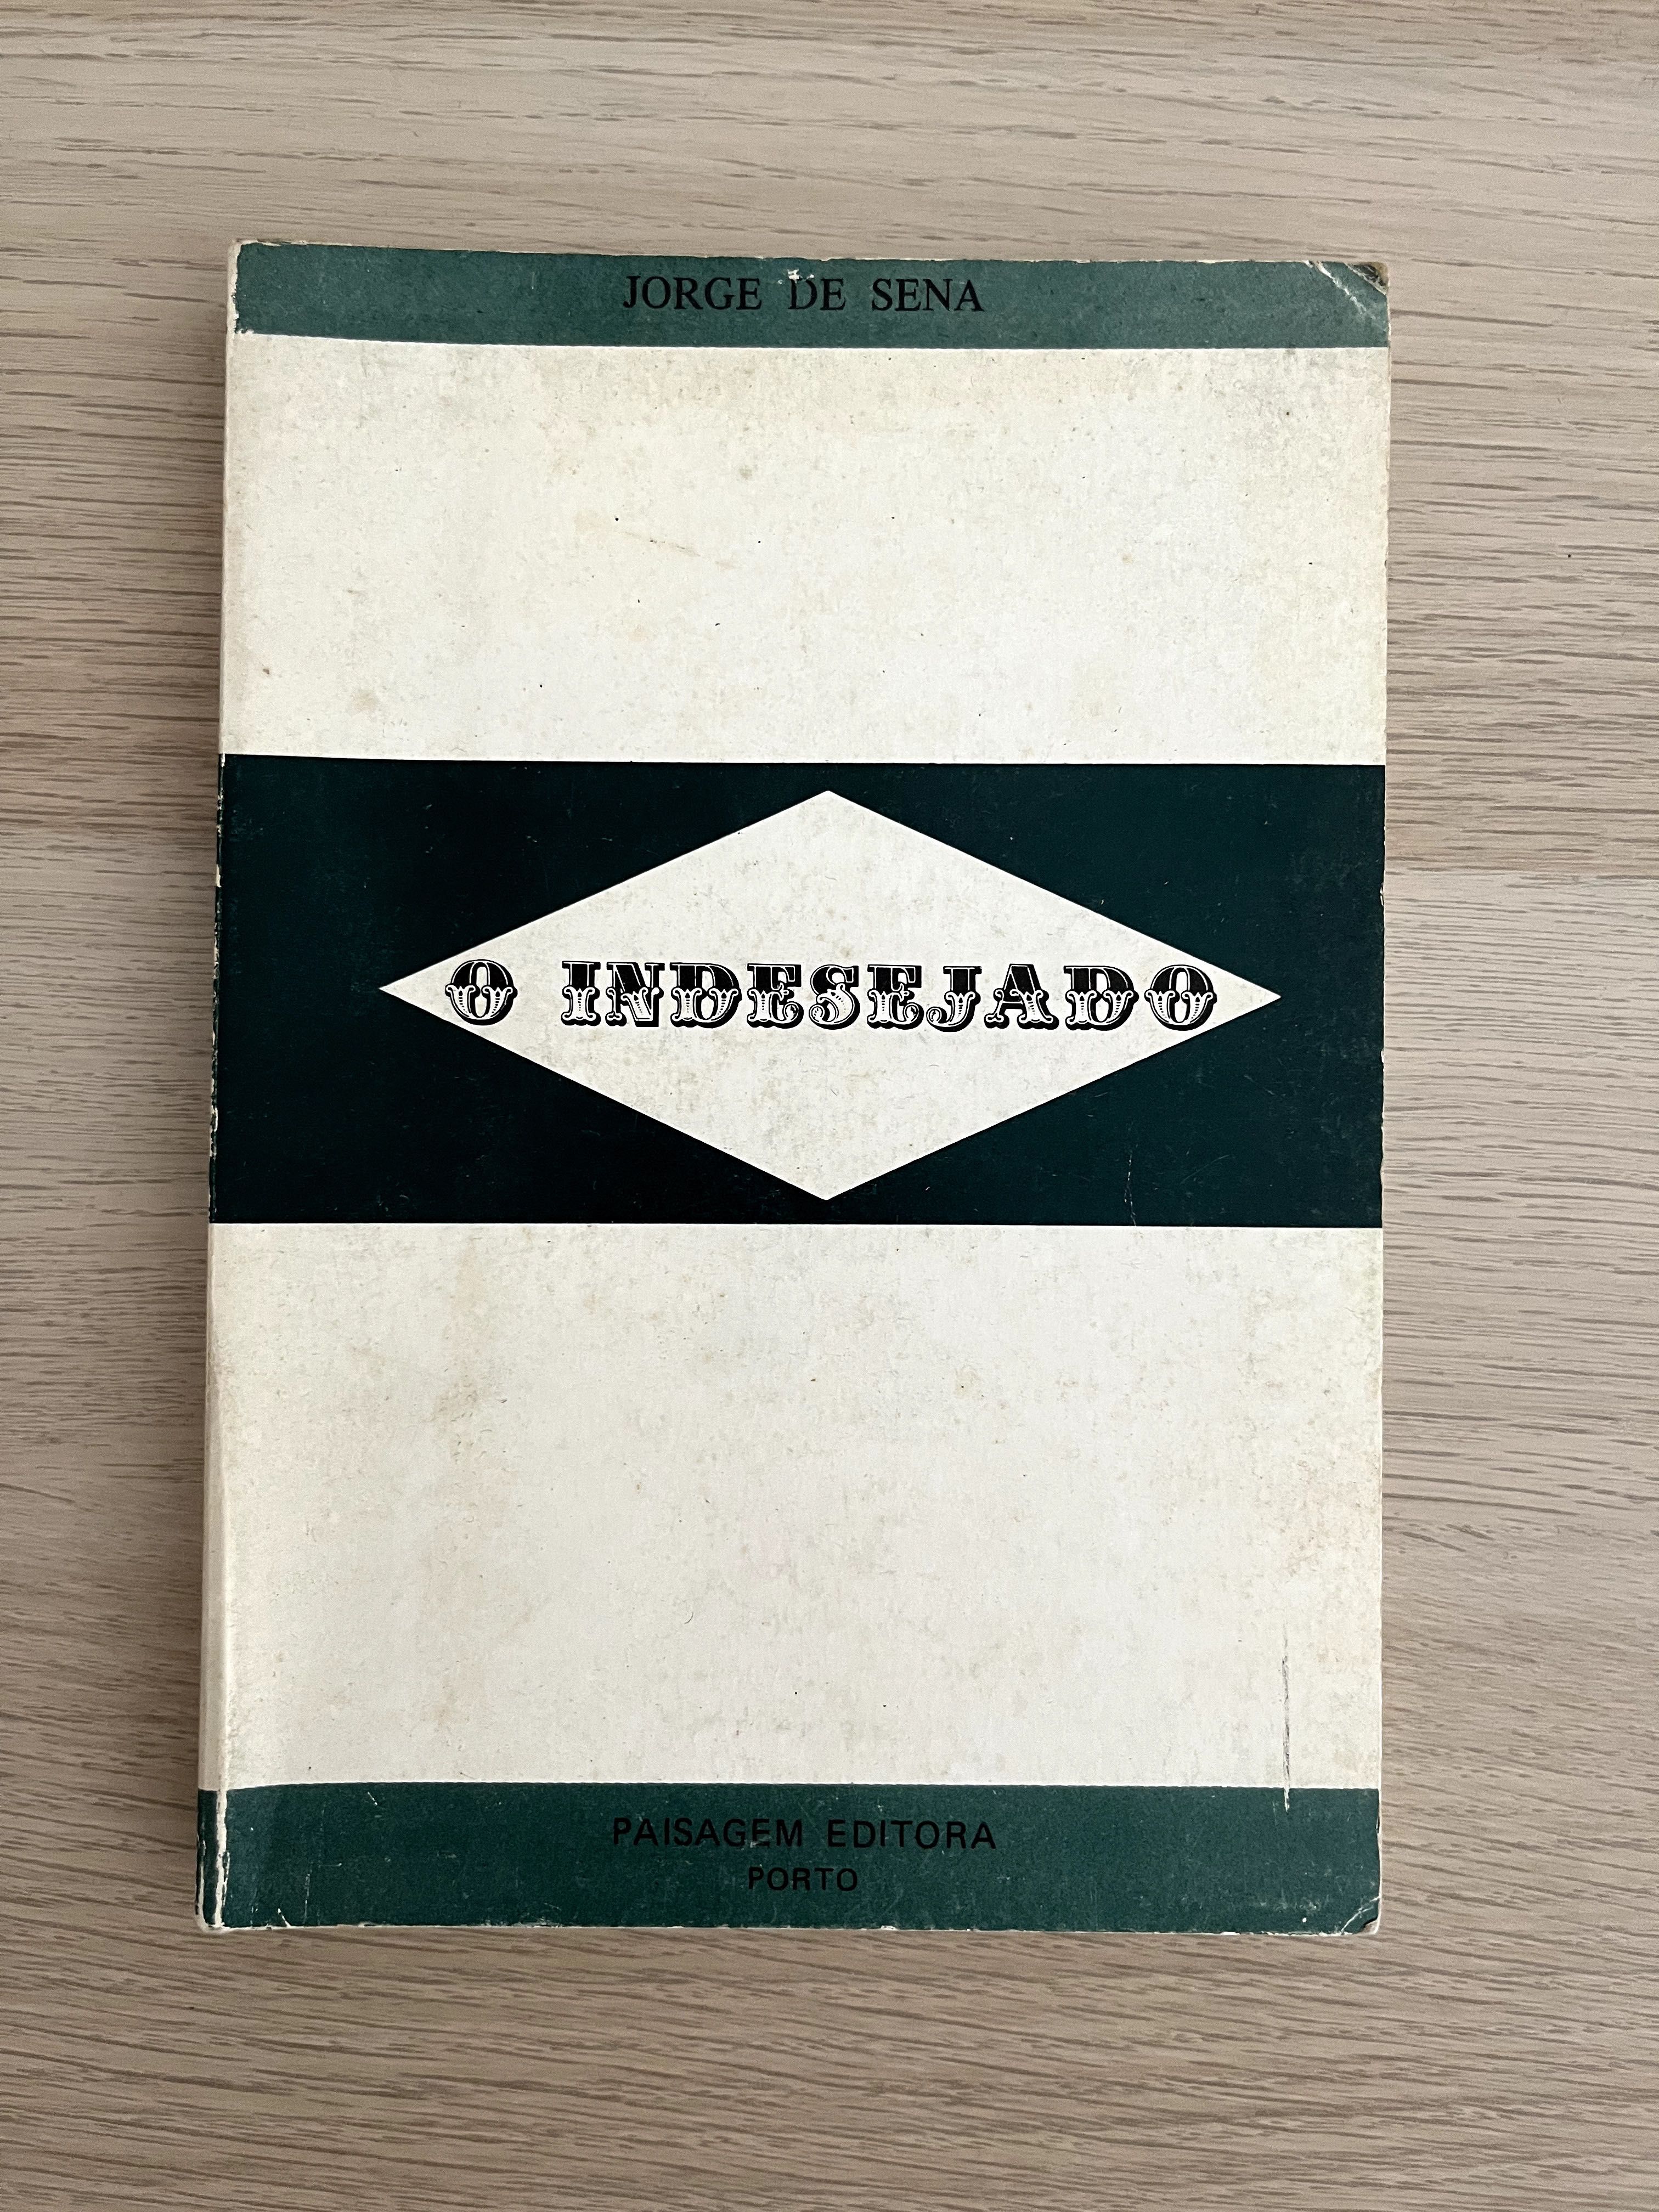 JORGE DE SENA
O INDESEJADO
PAISAGEM EDITORA
PORTO